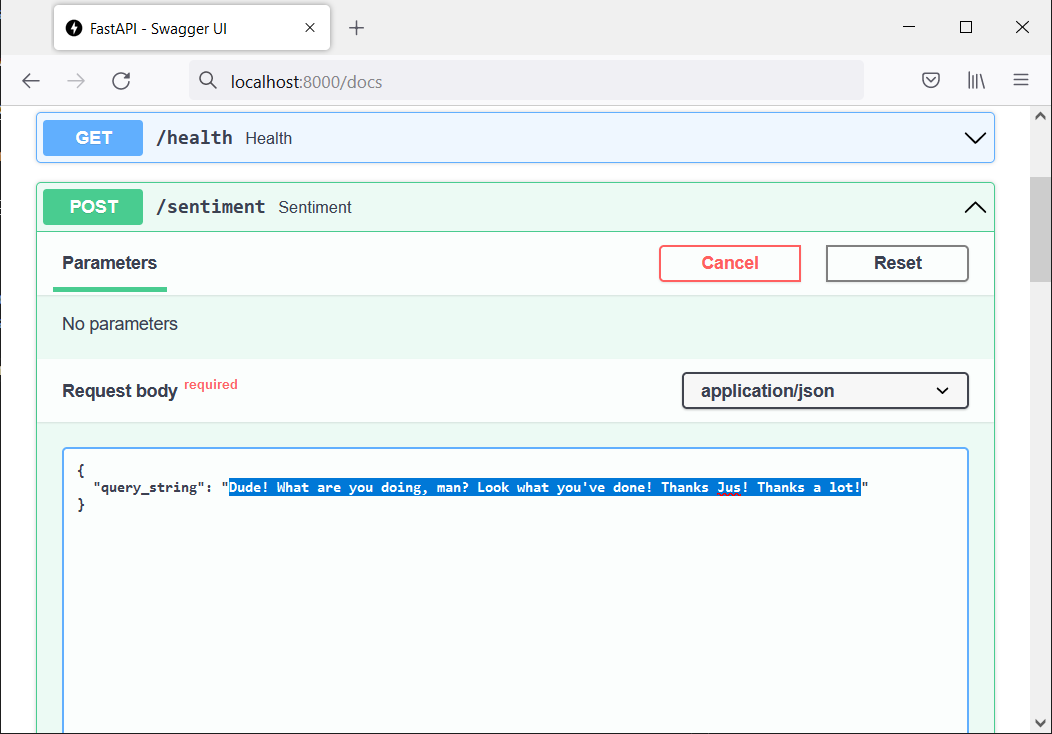 FastAPI - Swagger UI
localhost:8000/docs
GET /health Health
POST /sentiment Sentiment
Parameters
Cancel
Reset
No parameters
Request body required
application/json
{
"query_string": "Dude! What are you doing, man? Look what you've done! Thanks Jus! Thanks a lot!"
}